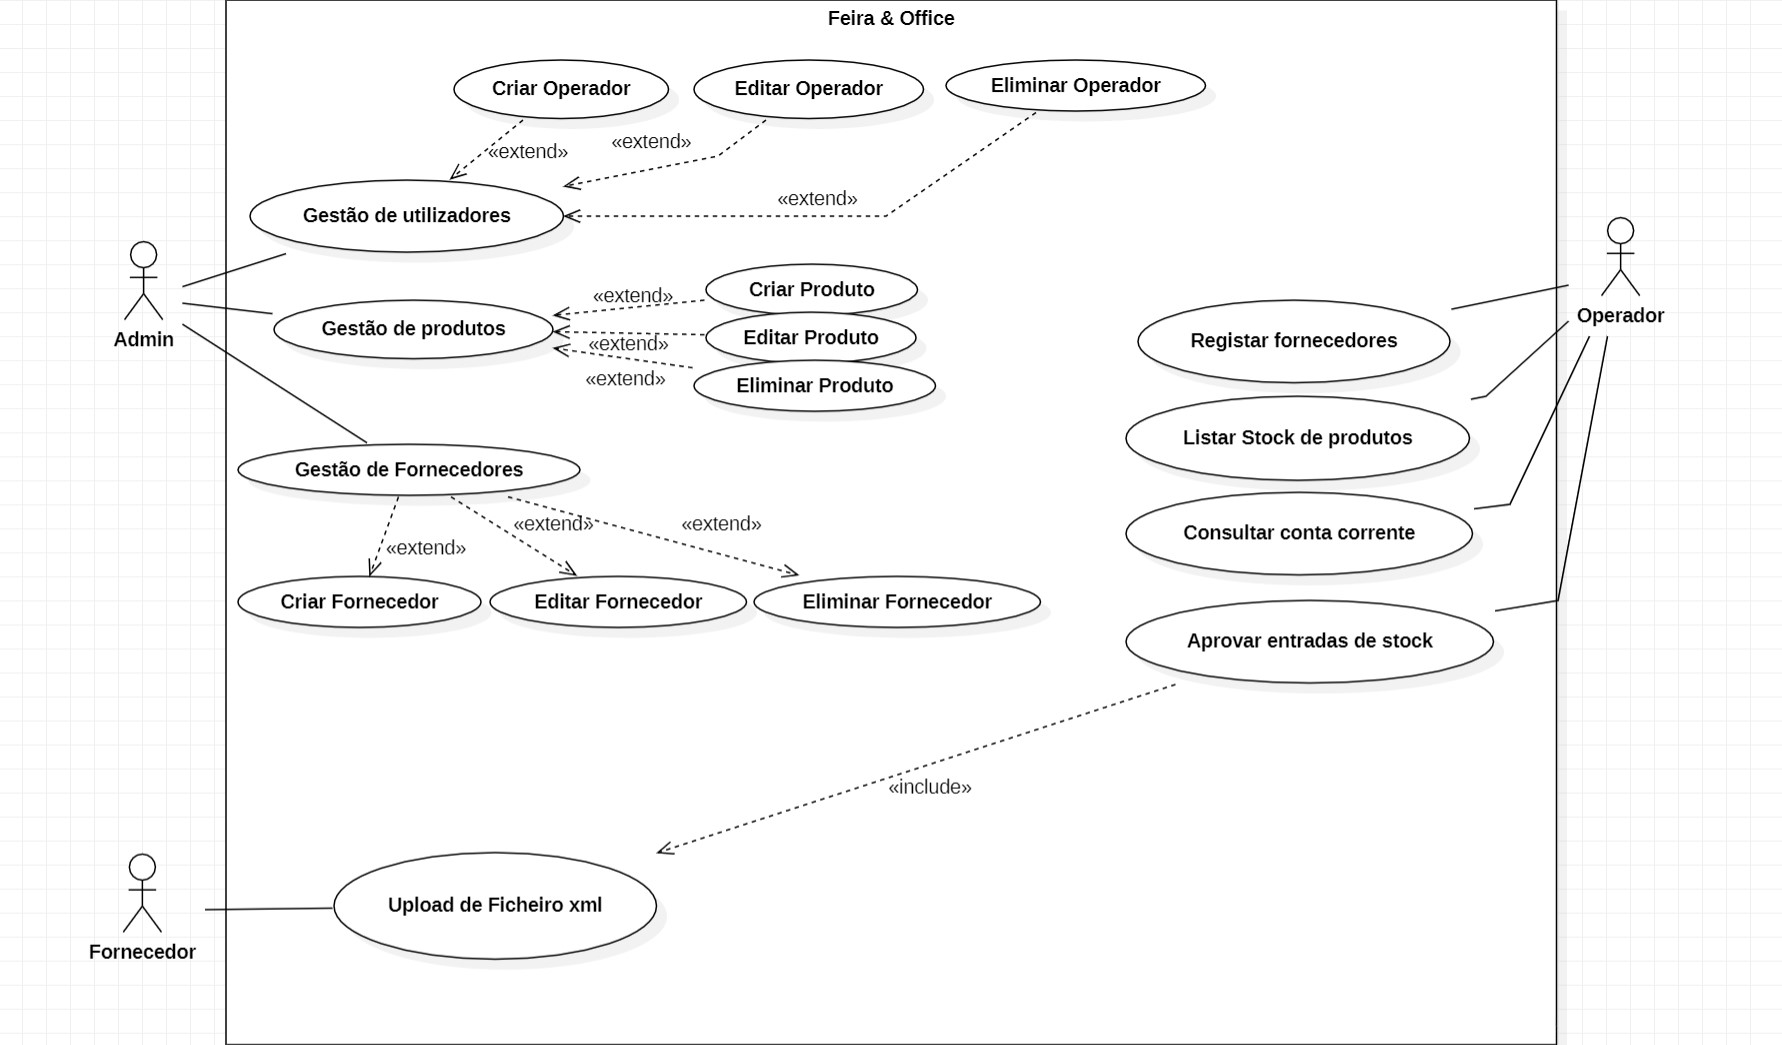 Feira & Office
Criar Operador
Editar Operador
Eliminar Operador
«extend»
«extend»
«extend»
Gestão de utilizadores
Admin
Gestão de produtos
«extend»
«extend»
«extend»
Criar Produto
Editar Produto
Eliminar Produto
Gestão de Fornecedores
«extend»
«extend»
«extend»
Criar Fornecedor
Editar Fornecedor
Eliminar Fornecedor
Operador
Registar fornecedores
Listar Stock de produtos
Consultar conta corrente
Aprovar entradas de stock
«include»
Upload de Ficheiro xml
Fornecedor